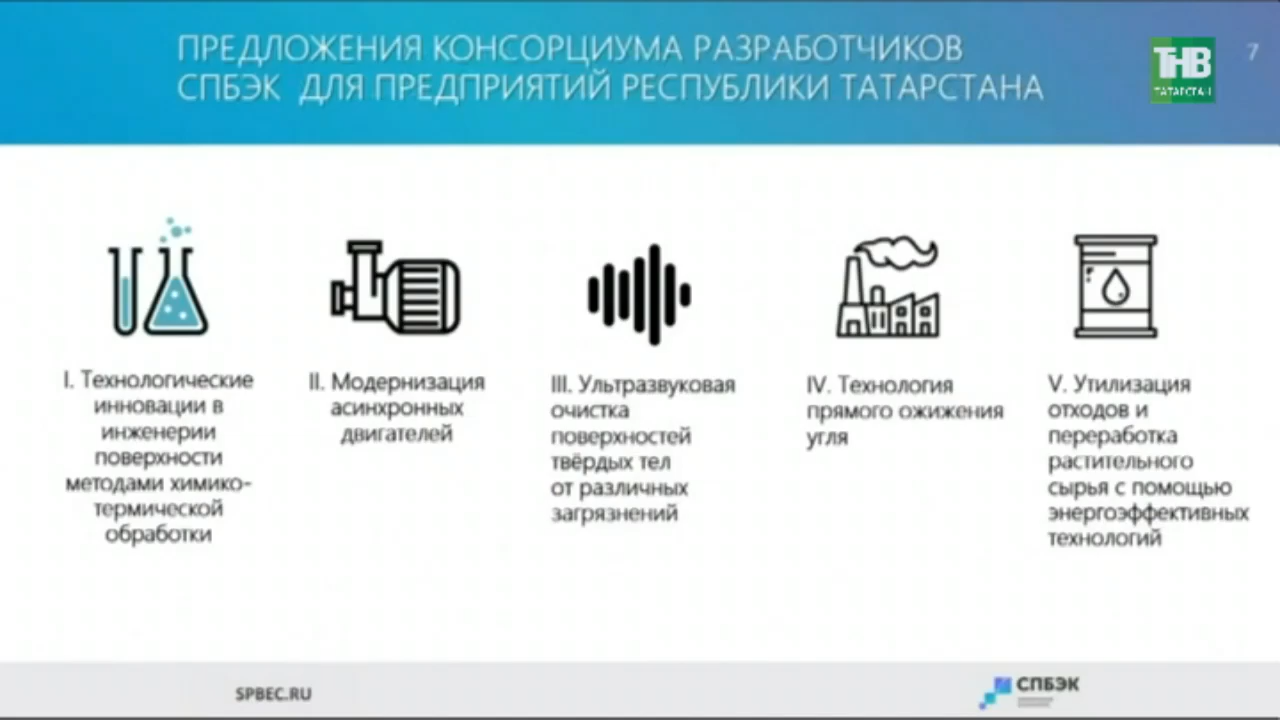 ПРЕДЛОЖЕНИЯ КОНСОРЦИУМА РАЗРАБОТЧИКОВ
СПБЭК ДЛЯ ПРЕДПРИЯТИЙ РЕСПУБЛИКИ ТАТАРСТАНА
ТНВ
ТАТАРСТАН
7
I. Технологические
инновации в
инженерии
поверхности
методами химико-
термической
обработки
II. Модернизация
асинхронных
двигателей
III. Ультразвуковая
очистка
поверхностей
твёрдых тел
от различных
загрязнений
IV. Технология
прямого ожижения
угля
V. Утилизация
отходов и
переработка
растительного
сырья с помощью
энергоэффективных
технологий
SPBEC.RU
СПБЭК